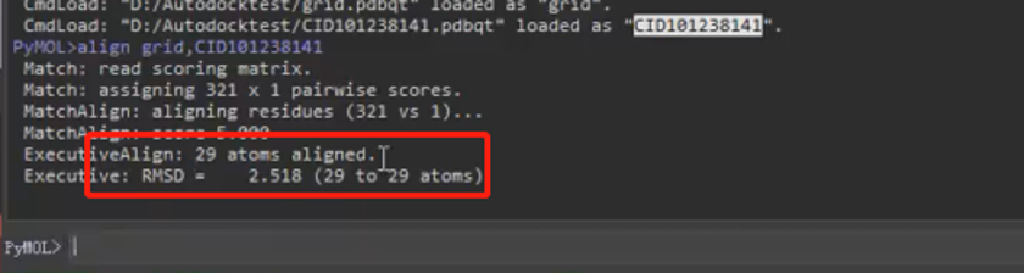 CmdLoad: "D:/Autodocktest/grid.pdbqt" loaded as "grid".
CmdLoad: "D:/Autodocktest/CID101238141.pdbqt" loaded as "CID101238141".
PyMOL>align grid,CID101238141
Match: read scoring matrix.
Match: assigning 321 x 1 pairwise scores.
MatchAlign: aligning residues (321 vs 1)...
MatchAlign: score 5.000
ExecutiveAlign: 29 atoms aligned.
Executive: RMSD =    2.518 (29 to 29 atoms)
PyMOL>